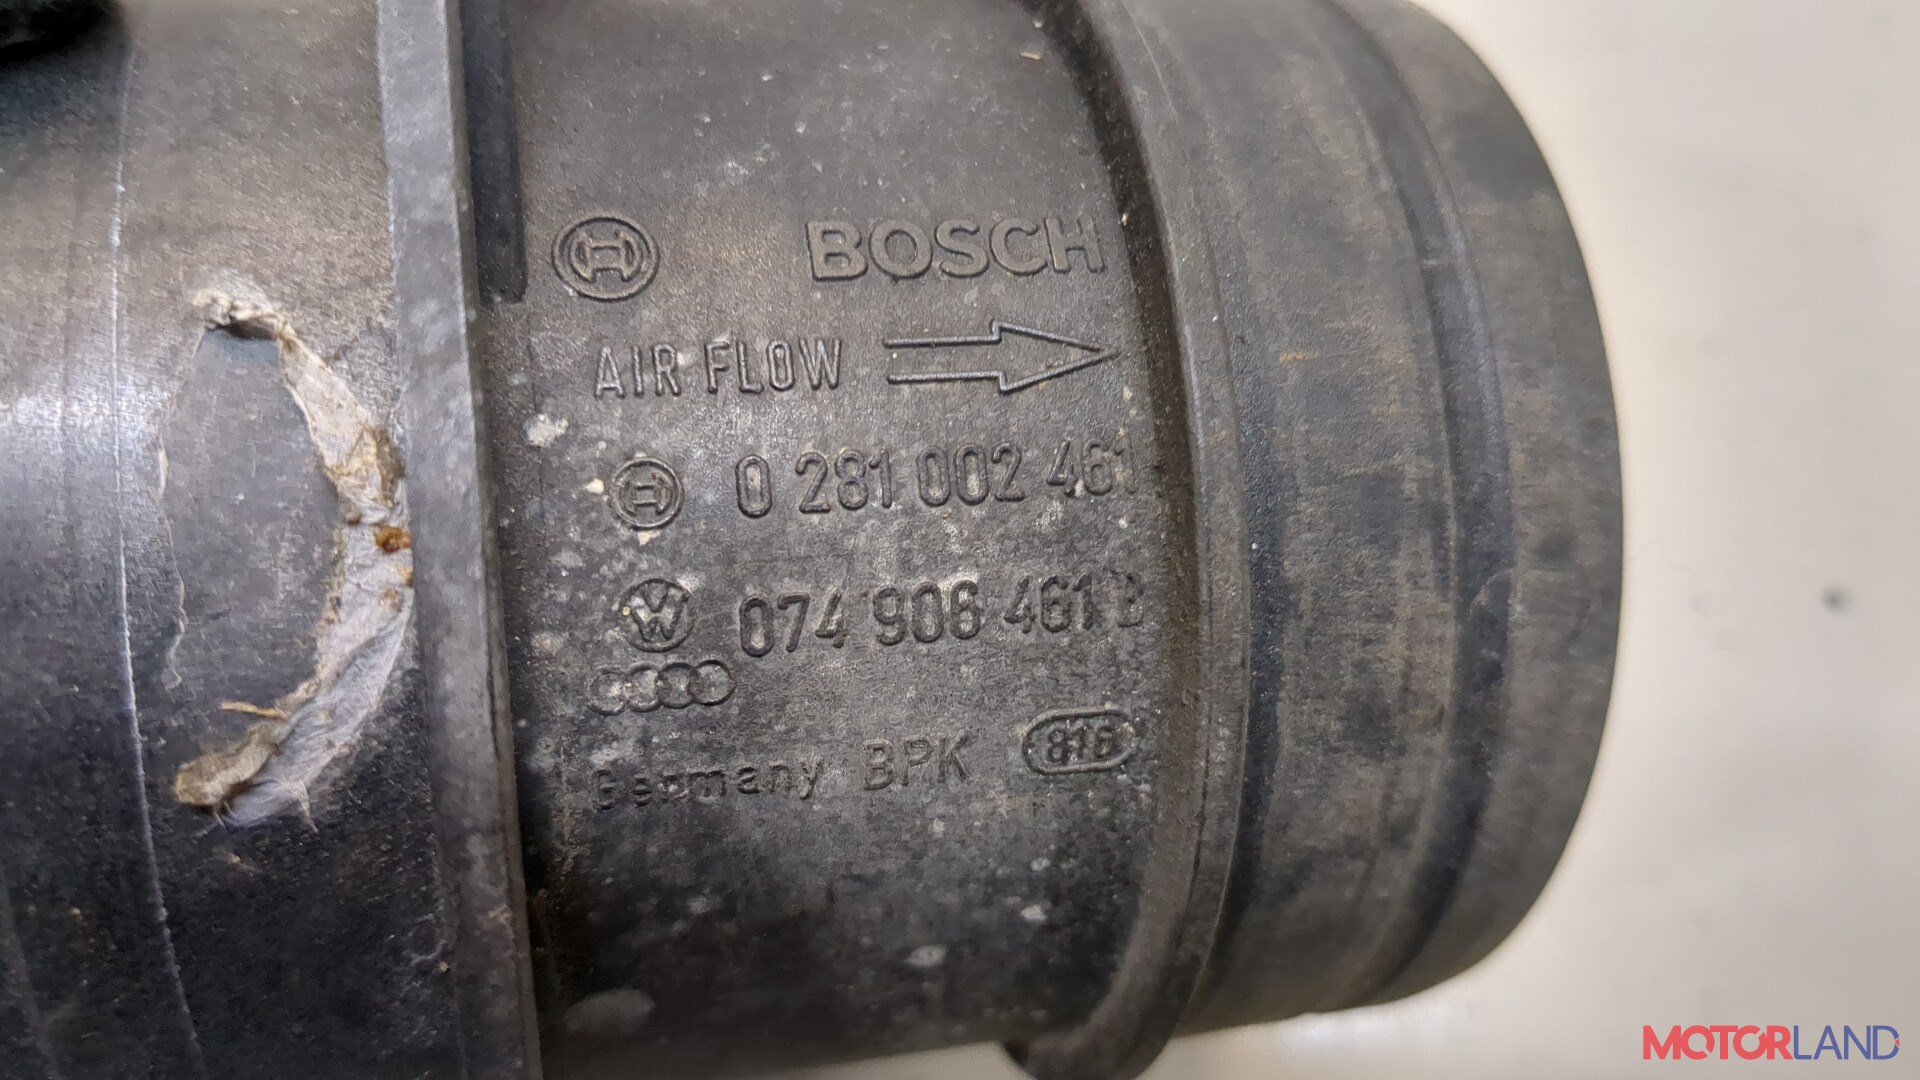 BOSCH
AIR FLOW
0 281 002 461
074 906 461 B
Germany BPK 816
MOTORLAND